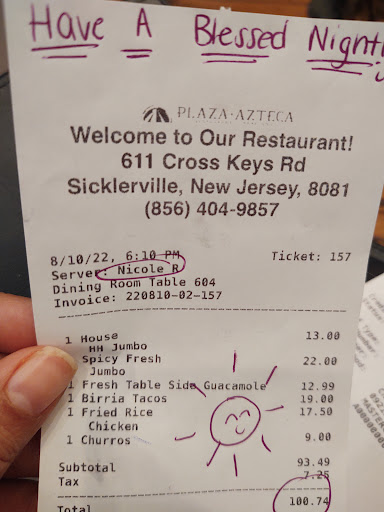 Have A Blessed Night!
PLAZA·AZTECA
Welcome to Our Restaurant!
611 Cross Keys Rd
Sicklerville, New Jersey, 8081
(856) 404-9857
8/10/22, 6:10 PM Ticket: 157
Server: Nicole R
Dining Room Table 604
Invoice: 220810-02-157
1 House 13.00
HH Jumbo
1 Spicy Fresh 22.00
Jumbo
1 Fresh Table Side Guacamole 12.99
1 Birria Tacos 19.00
1 Fried Rice 17.50
Chicken
1 Churros 9.00
Subtotal 93.49
Tax 7.25
Total 100.74